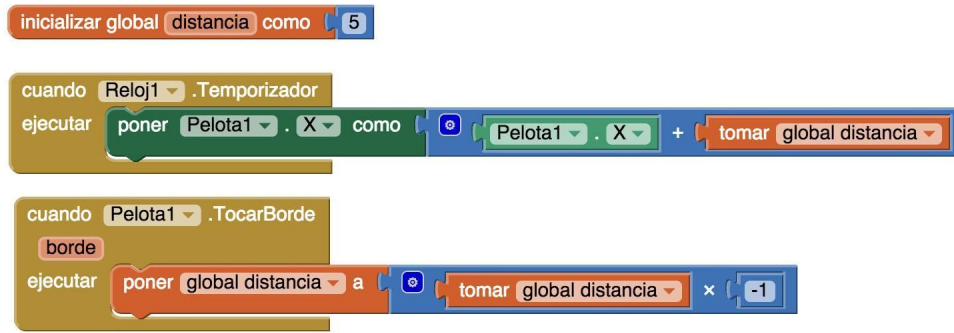 inicializar global distancia como 5
cuando Reloj1 .Temporizador
ejecutar poner Pelota1 . X como Pelota1 . X + tomar global distancia
cuando Pelota1 .TocarBorde
borde
ejecutar poner global distancia a tomar global distancia × -1